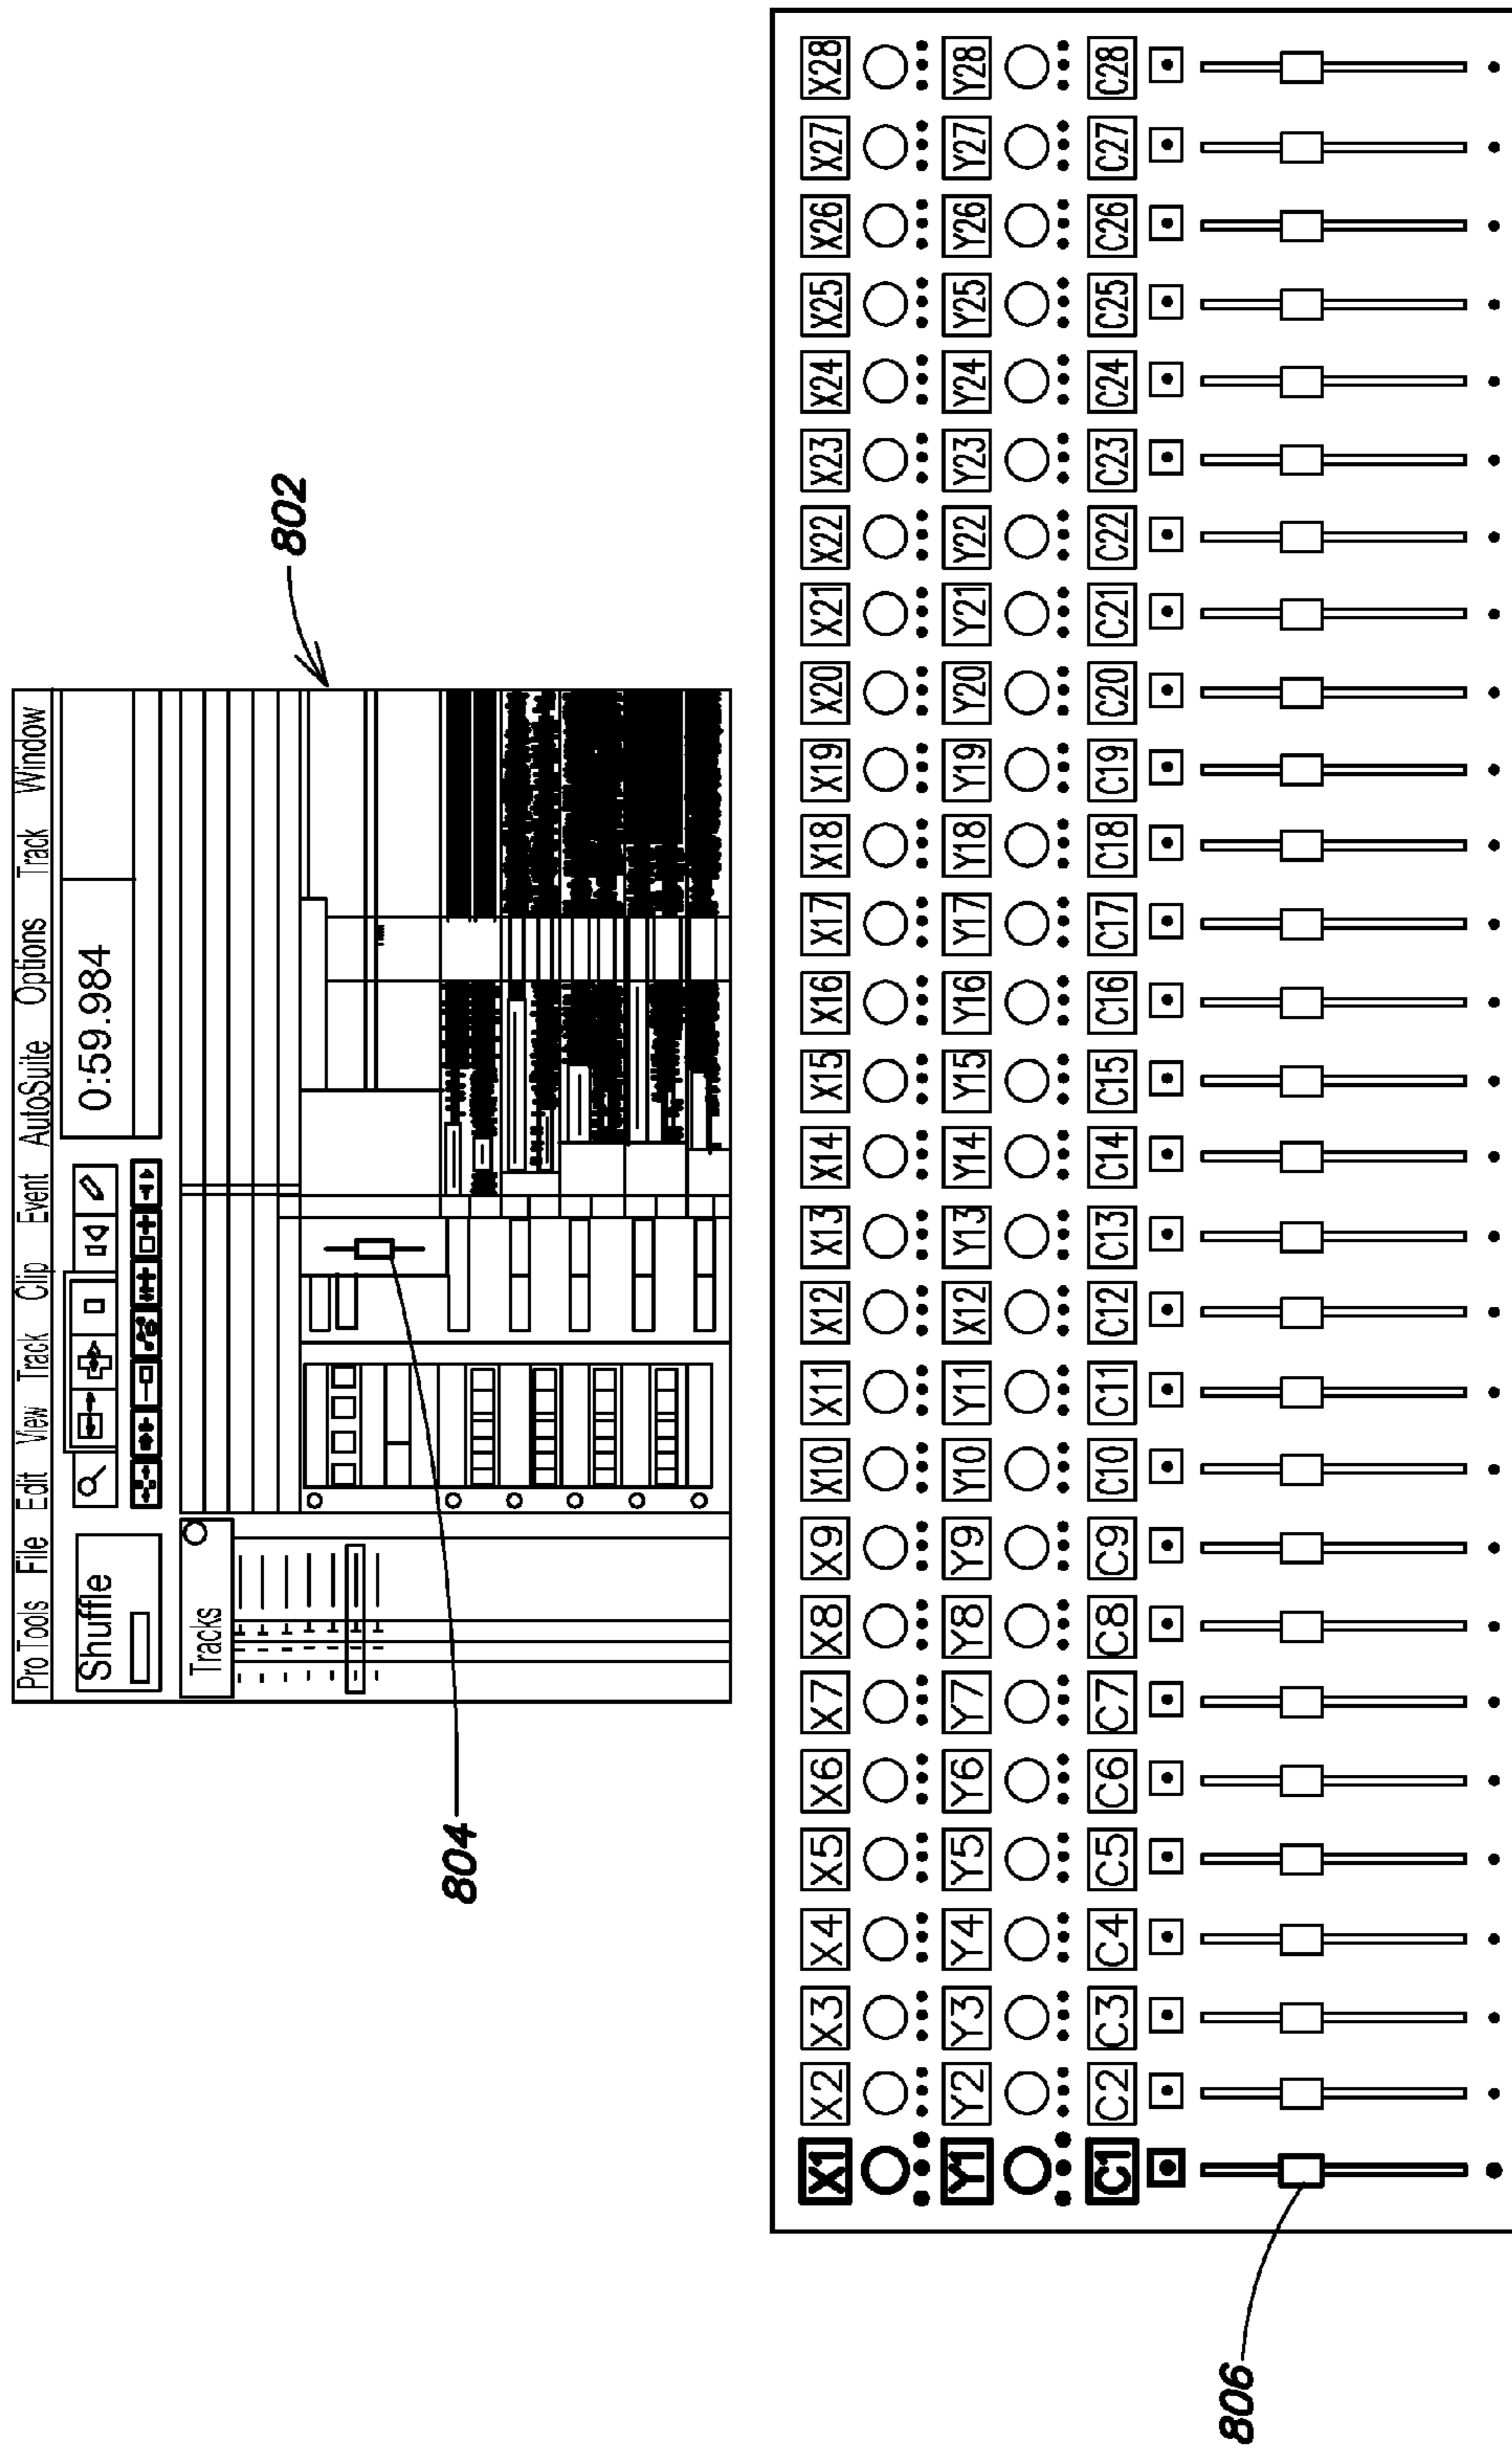 Pro Tools File Edit View Track Clip Event AutoSuite Options Track Window
Shuffle
0:59.984
Tracks
802
804
X1 X2 X3 X4 X5 X6 X7 X8 X9 X10 X11 X12 X13 X14 X15 X16 X17 X18 X19 X20 X21 X22 X23 X24 X25 X26 X27 X28
Y1 Y2 Y3 Y4 Y5 Y6 Y7 Y8 Y9 Y10 Y11 X12 Y13 Y14 Y15 Y16 Y17 Y18 Y19 Y20 Y21 Y22 Y23 Y24 Y25 Y26 Y27 Y28
C1 C2 C3 C4 C5 C6 C7 C8 C9 C10 C11 C12 C13 C14 C15 C16 C17 C18 C19 C20 C21 C22 C23 C24 C25 C26 C27 C28
806